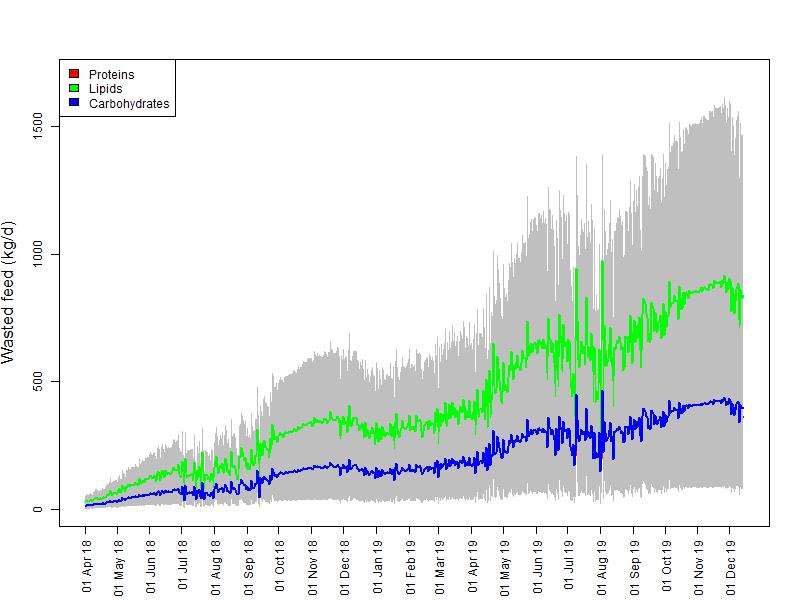 Proteins
Lipids
Carbohydrates
Wasted feed (kg/d)
1500
1000
500
0
01 Apr 18
01 May 18
01 Jun 18
01 Jul 18
01 Aug 18
01 Sep 18
01 Oct 18
01 Nov 18
01 Dec 18
01 Jan 19
01 Feb 19
01 Mar 19
01 Apr 19
01 May 19
01 Jun 19
01 Jul 19
01 Aug 19
01 Sep 19
01 Oct 19
01 Nov 19
01 Dec 19